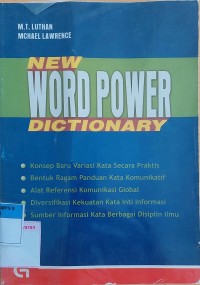 M.T. LUTHAN
MICHAEL LAWRENCE
NEW
WORD POWER
DICTIONARY
Konsep Baru Variasi Kata Secara Praktis
Bentuk Ragam Panduan Kata Komunikatif
Alat Referensi Komunikasi Global
Diversifikasi Kekuatan Kata Inti Informasi
Sumber Informasi Kata Berbagai Disiplin Ilmu